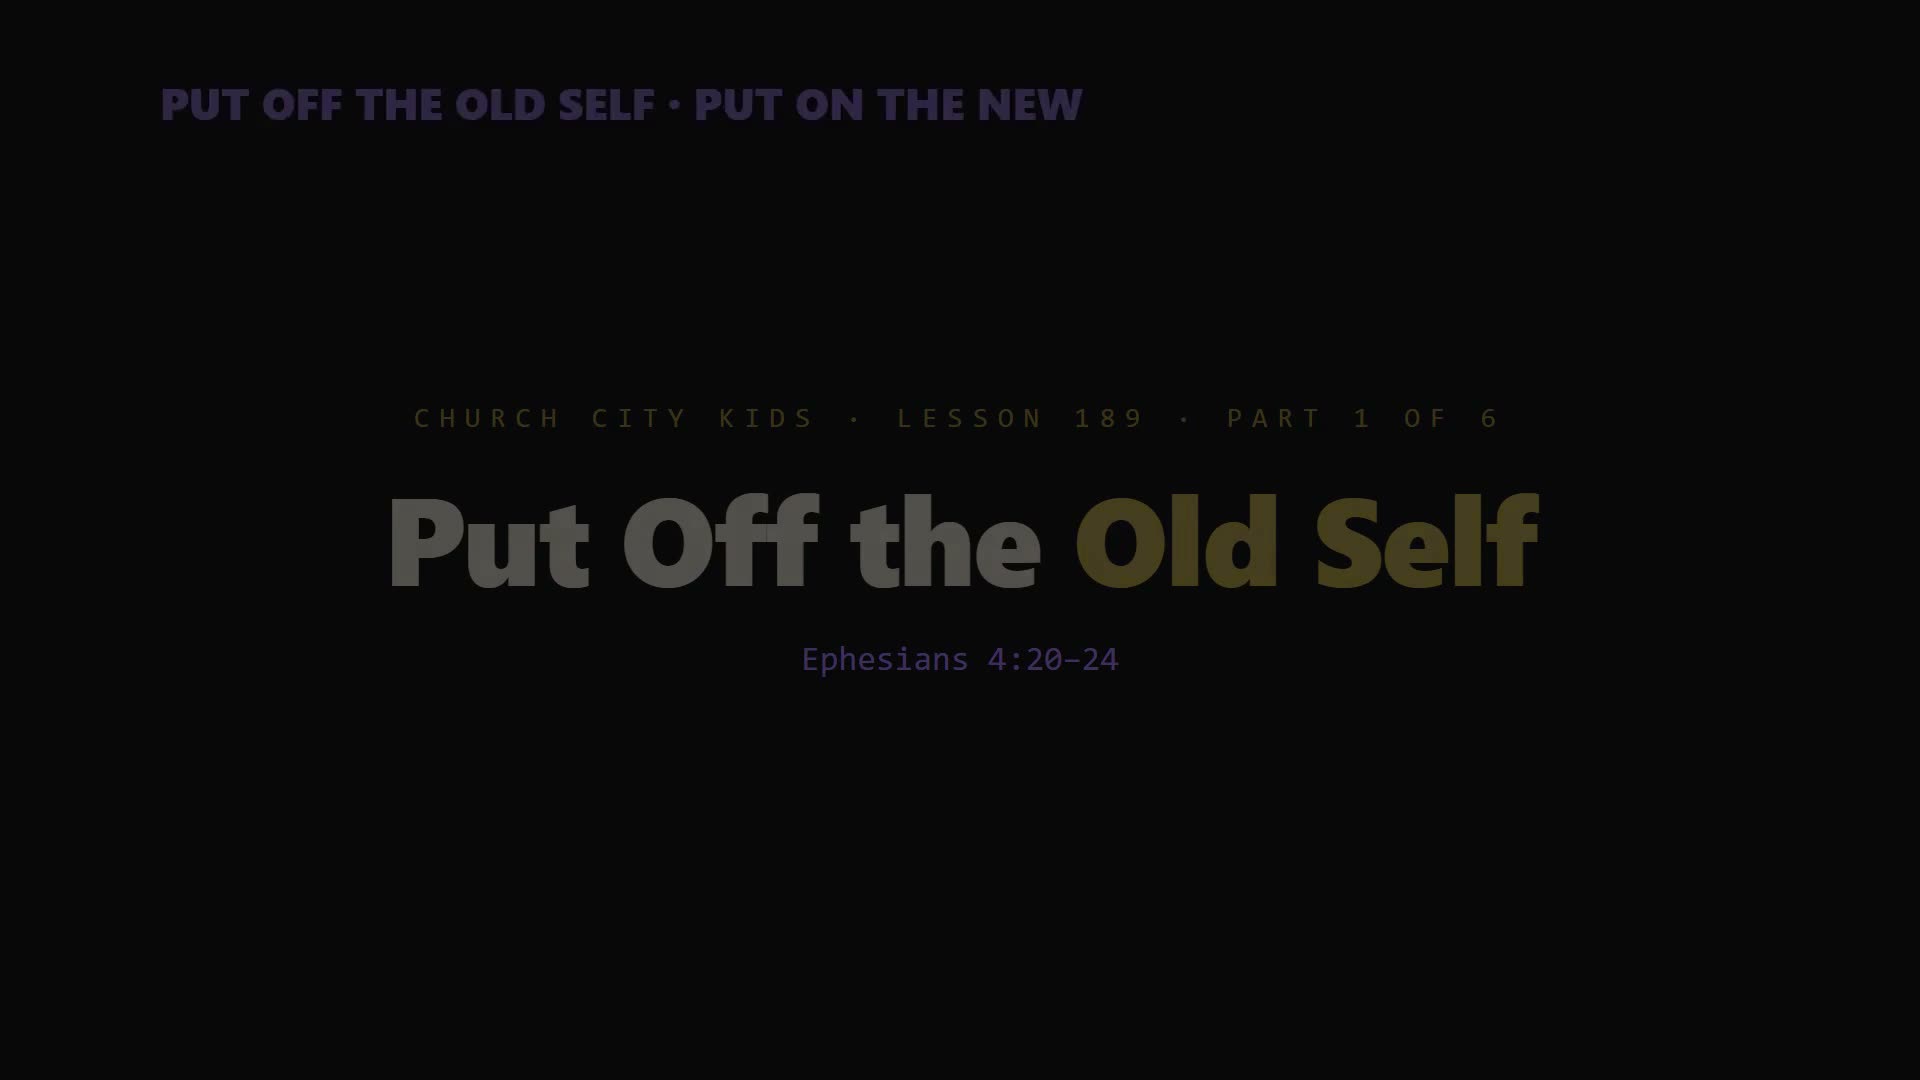 PUT OFF THE OLD SELF · PUT ON THE NEW
CHURCH CITY KIDS · LESSON 189 · PART 1 OF 6
Put Off the Old Self
Ephesians 4:20–24